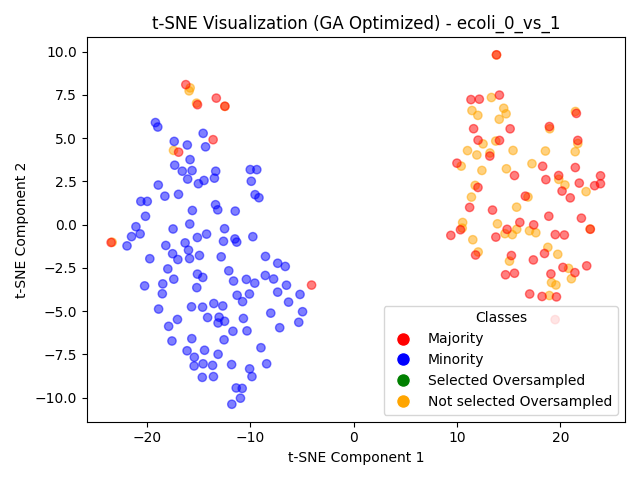 t-SNE Visualization (GA Optimized) - ecoli_0_vs_1
t-SNE Component 2
10.0
7.5
5.0
2.5
0.0
−2.5
−5.0
−7.5
−10.0
Classes
Majority
Minority
Selected Oversampled
Not selected Oversampled
−20
−10
0
10
20
t-SNE Component 1